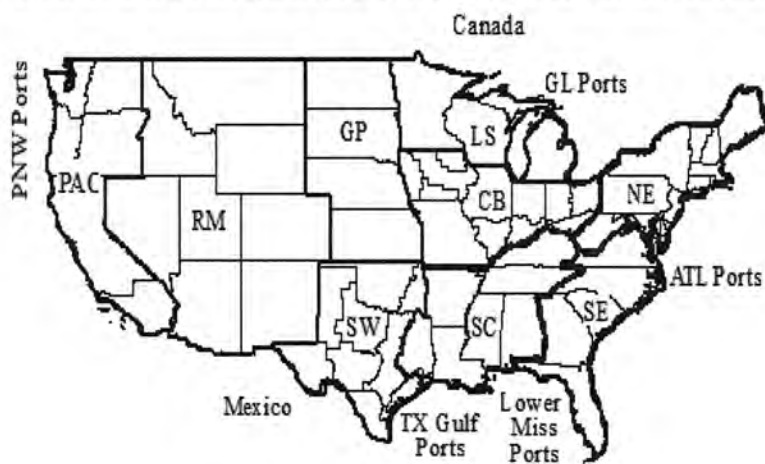 Canada
GL Ports
PNW Ports
GP
LS
PAC
CB
NE
RM
ATL Ports
SW
SC
SE
Mexico
TX Gulf
Ports
Lower
Miss
Ports